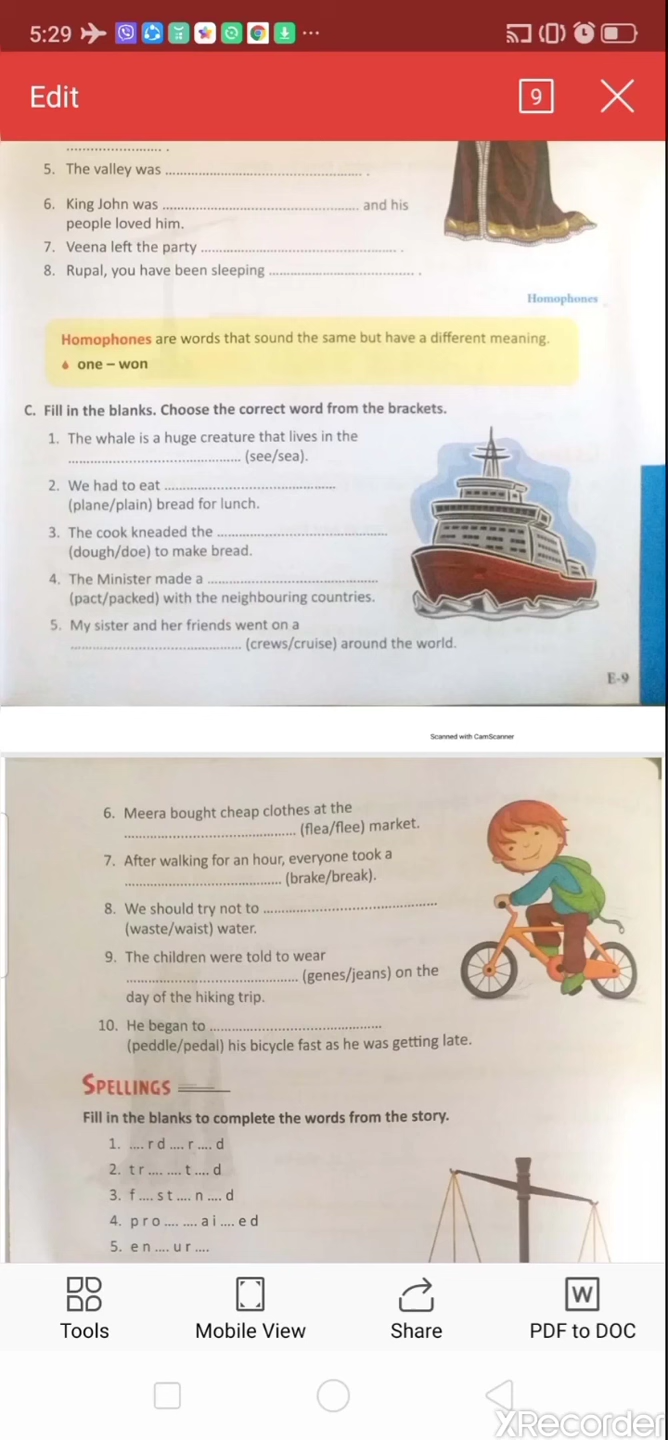 5:29
Edit
9
.............................. .
5. The valley was .............................................................. .
6. King John was .............................................................. and his
people loved him.
7. Veena left the party .............................................................. .
8. Rupal, you have been sleeping .............................................. .
Homophones
Homophones are words that sound the same but have a different meaning.
one – won
C. Fill in the blanks. Choose the correct word from the brackets.
1. The whale is a huge creature that lives in the
...................................................... (see/sea).
2. We had to eat ......................................................
(plane/plain) bread for lunch.
3. The cook kneaded the ......................................................
(dough/doe) to make bread.
4. The Minister made a ......................................................
(pact/packed) with the neighbouring countries.
5. My sister and her friends went on a
...................................................... (crews/cruise) around the world.
E-9
Scanned with CamScanner
6. Meera bought cheap clothes at the
...................................................... (flea/flee) market.
7. After walking for an hour, everyone took a
...................................................... (brake/break).
8. We should try not to ......................................................
(waste/waist) water.
9. The children were told to wear
...................................................... (genes/jeans) on the
day of the hiking trip.
10. He began to ......................................................
(peddle/pedal) his bicycle fast as he was getting late.
SPELLINGS
Fill in the blanks to complete the words from the story.
1. .... r d .... r .... d
2. t r .... .... t .... d
3. f .... s t .... n .... d
4. p r o .... .... a i .... e d
5. e n .... u r ....
Tools
Mobile View
Share
W
PDF to DOC
XRecorder